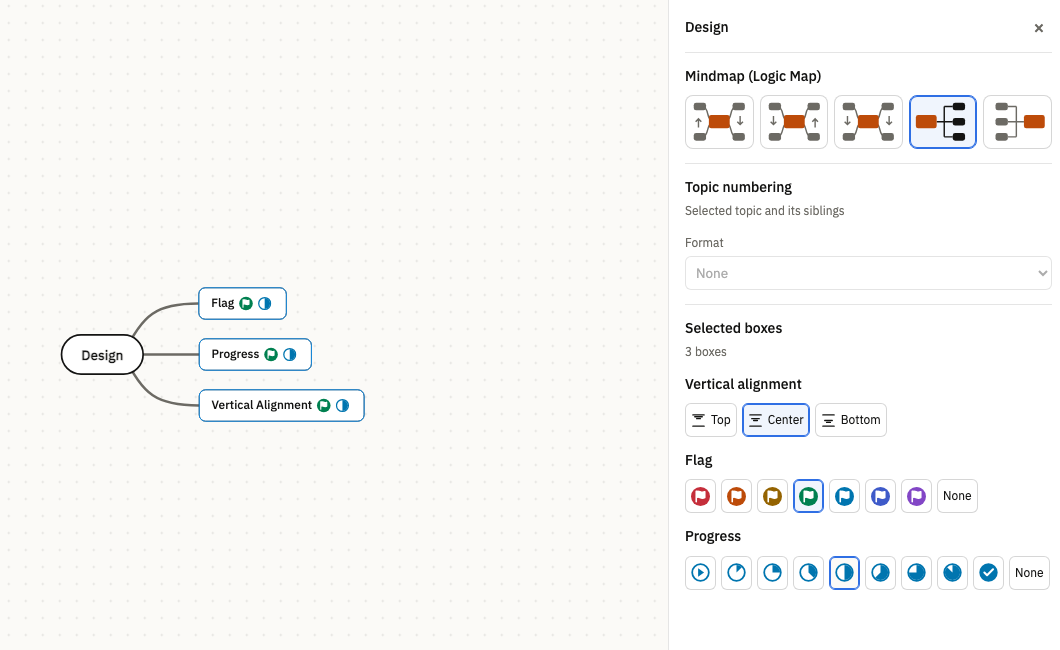 Design
Flag
Progress
Vertical Alignment
Design
Mindmap (Logic Map)
Topic numbering
Selected topic and its siblings
Format
None
Selected boxes
3 boxes
Vertical alignment
Top Center Bottom
Flag
None
Progress
None